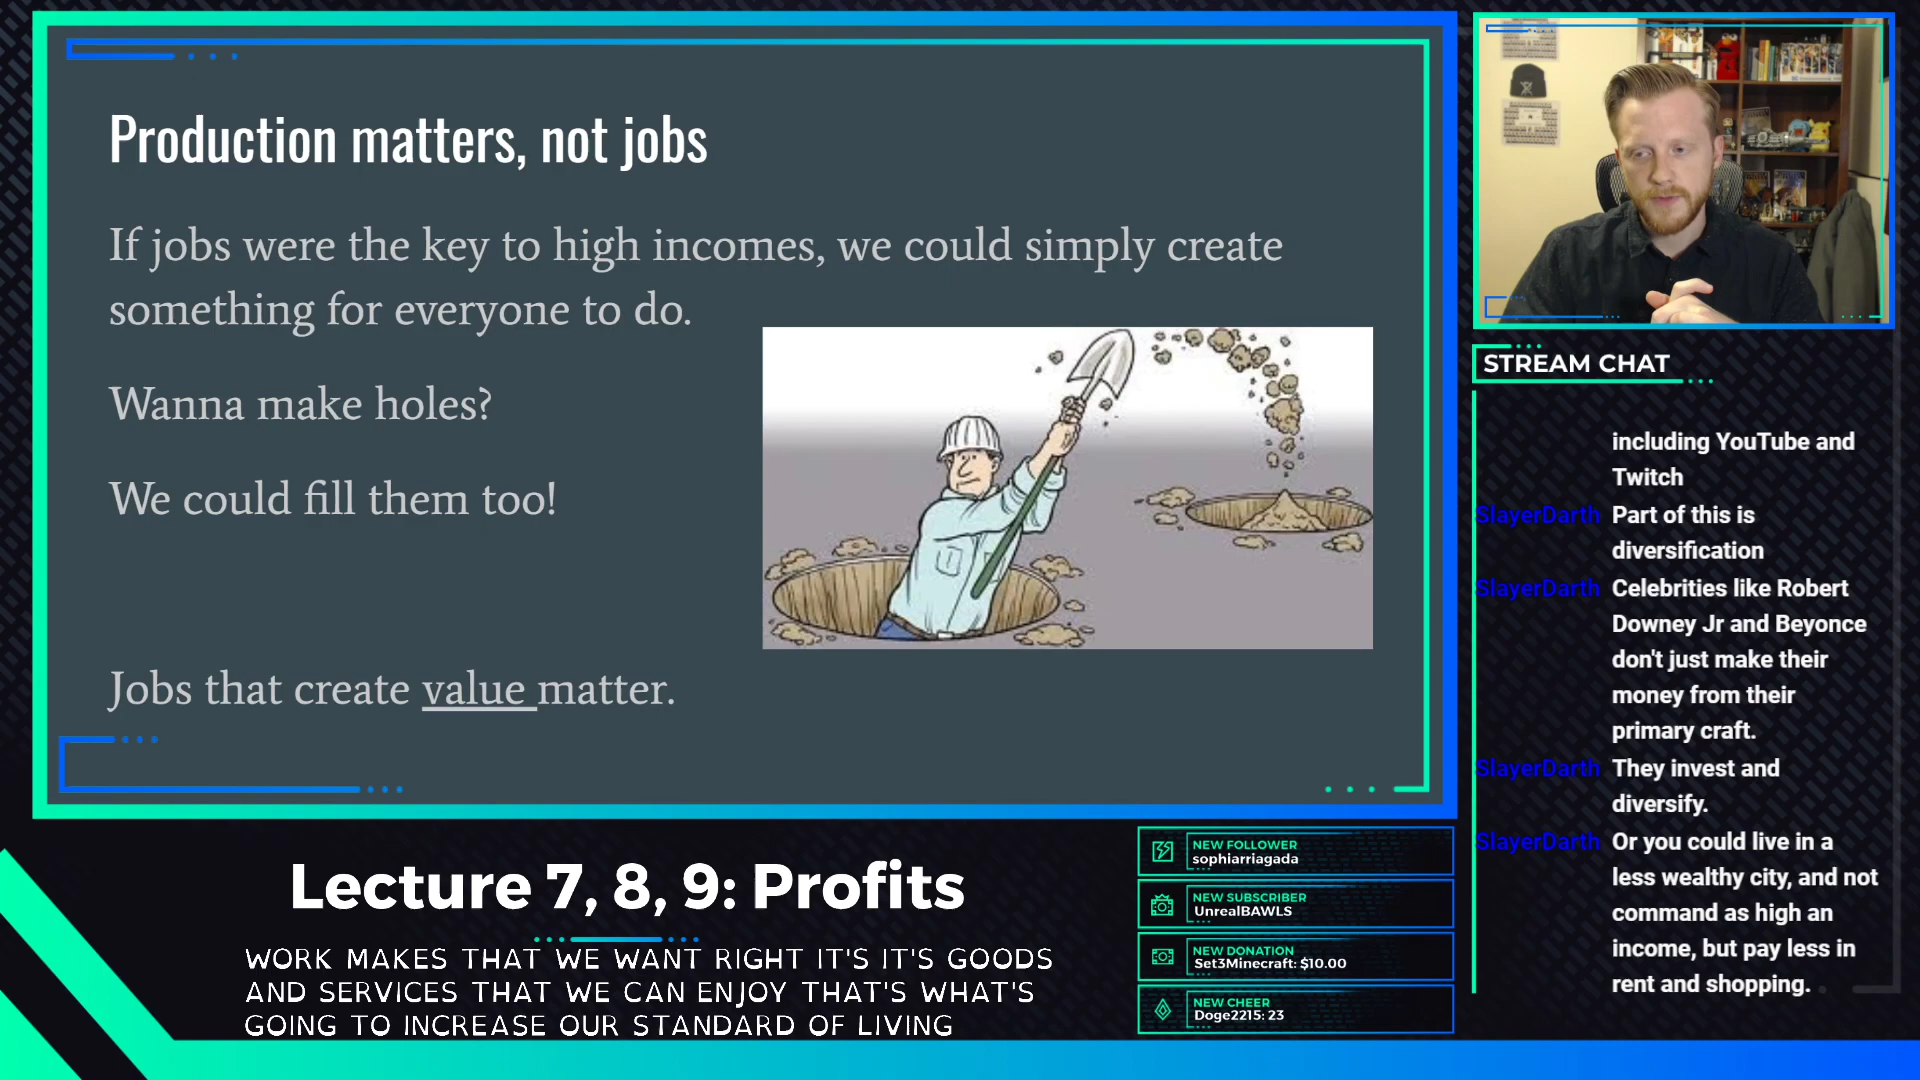 Production matters, not jobs
If jobs were the key to high incomes, we could simply create
something for everyone to do.
Wanna make holes?
We could fill them too!
Jobs that create value matter.
STREAM CHAT
including YouTube and
Twitch
SlayerDarth Part of this is
diversification
SlayerDarth Celebrities like Robert
Downey Jr and Beyonce
don't just make their
money from their
primary craft.
SlayerDarth They invest and
diversify.
SlayerDarth Or you could live in a
less wealthy city, and not
command as high an
income, but pay less in
rent and shopping.
Lecture 7, 8, 9: Profits
WORK MAKES THAT WE WANT RIGHT IT'S IT'S GOODS
AND SERVICES THAT WE CAN ENJOY THAT'S WHAT'S
GOING TO INCREASE OUR STANDARD OF LIVING
NEW FOLLOWER
sophiarriagada
NEW SUBSCRIBER
UnrealBAWLS
NEW DONATION
Set3Minecraft: $10.00
NEW CHEER
Doge2215: 23